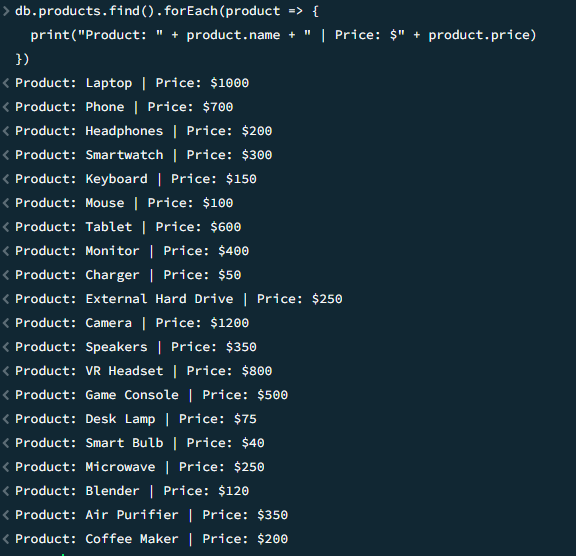 > db.products.find().forEach(product => {
print("Product: " + product.name + " | Price: $" + product.price)
})
< Product: Laptop | Price: $1000
< Product: Phone | Price: $700
< Product: Headphones | Price: $200
< Product: Smartwatch | Price: $300
< Product: Keyboard | Price: $150
< Product: Mouse | Price: $100
< Product: Tablet | Price: $600
< Product: Monitor | Price: $400
< Product: Charger | Price: $50
< Product: External Hard Drive | Price: $250
< Product: Camera | Price: $1200
< Product: Speakers | Price: $350
< Product: VR Headset | Price: $800
< Product: Game Console | Price: $500
< Product: Desk Lamp | Price: $75
< Product: Smart Bulb | Price: $40
< Product: Microwave | Price: $250
< Product: Blender | Price: $120
< Product: Air Purifier | Price: $350
< Product: Coffee Maker | Price: $200